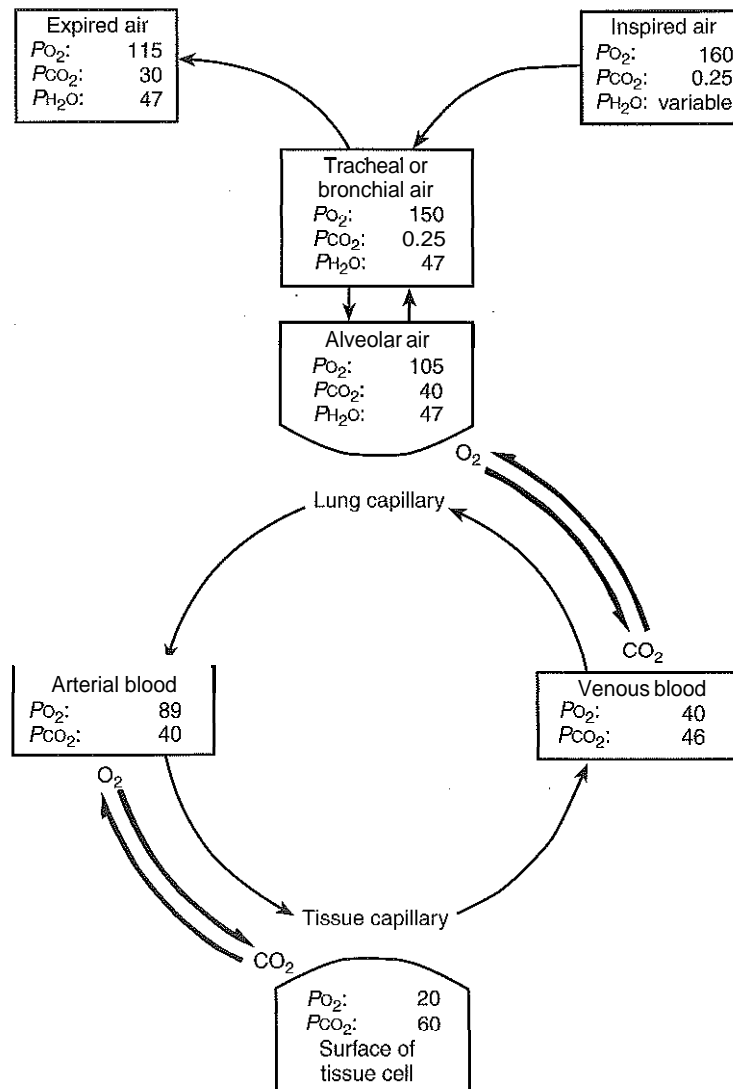 Expired air
PO₂: 115
PCO₂: 30
PH₂O: 47
Inspired air
PO₂: 160
PCO₂: 0.25
PH₂O: variable
Tracheal or
bronchial air
PO₂: 150
PCO₂: 0.25
PH₂O: 47
Alveolar air
PO₂: 105
PCO₂: 40
PH₂O: 47
O₂
Lung capillary
CO₂
Arterial blood
PO₂: 89
PCO₂: 40
Venous blood
PO₂: 40
PCO₂: 46
O₂
Tissue capillary
CO₂
PO₂: 20
PCO₂: 60
Surface of
tissue cell